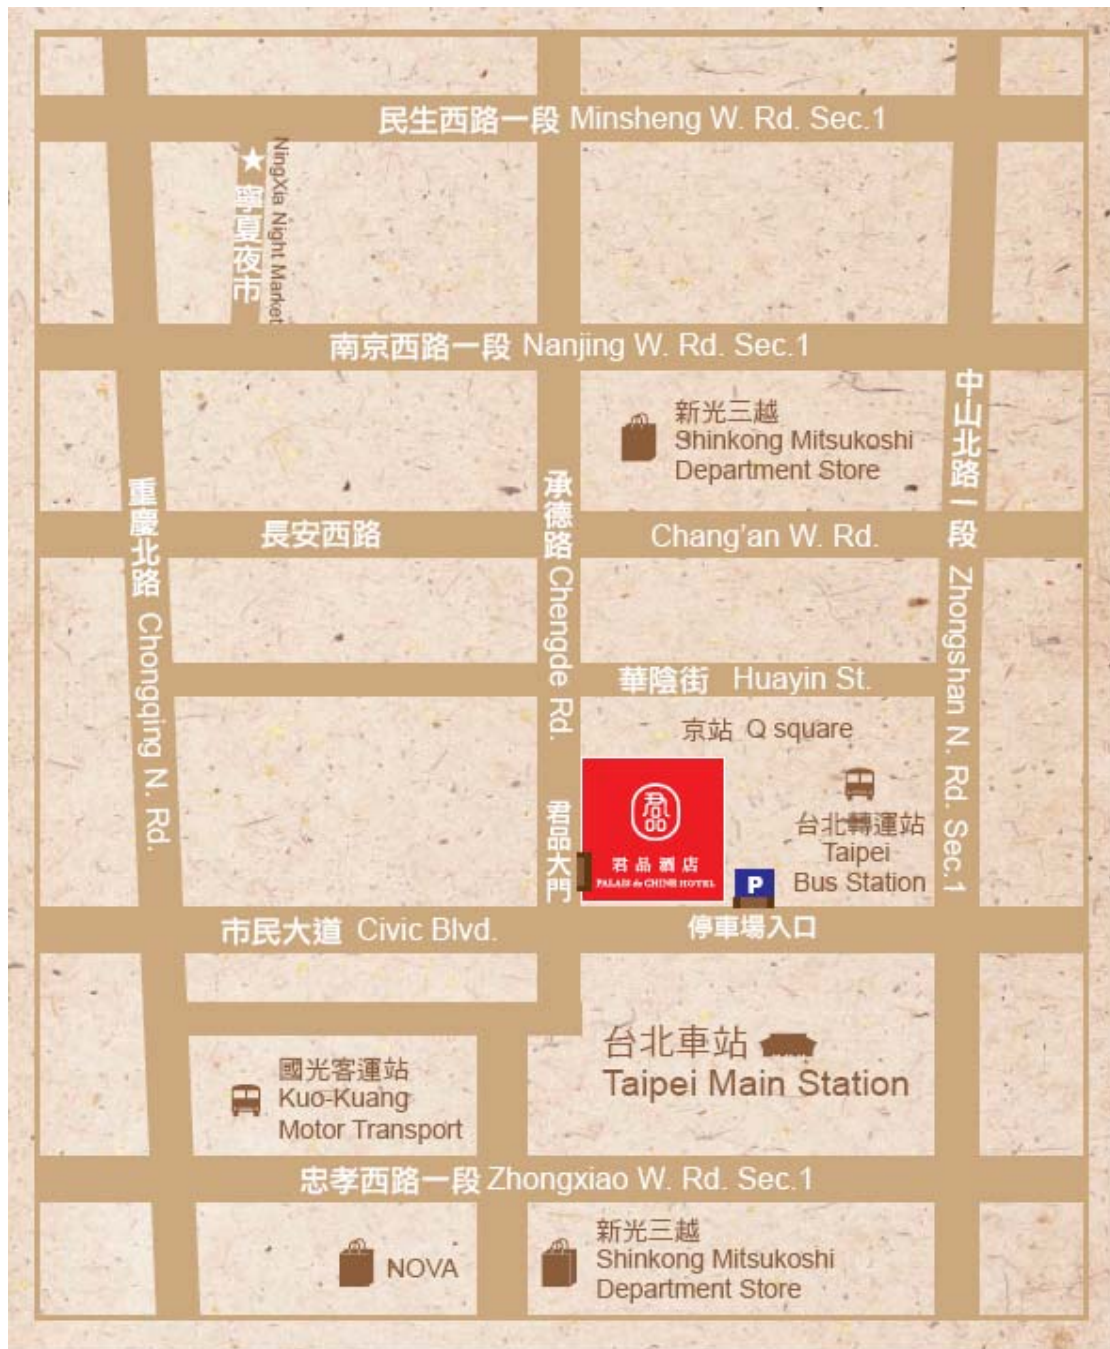 民生西路一段 Minsheng W. Rd. Sec.1
寧夏夜市
NingXia Night Market
南京西路一段 Nanjing W. Rd. Sec.1
新光三越
Shinkong Mitsukoshi
Department Store
中山北路一段 Zhongshan N. Rd. Sec.1
重慶北路 Chongqing N. Rd.
承德路 Chengde Rd.
長安西路 Chang'an W. Rd.
華陰街 Huayin St.
京站 Q square
君品
君品酒店
PALAIS de CHINE HOTEL
君品大門
台北轉運站
Taipei
Bus Station
P
停車場入口
市民大道 Civic Blvd.
台北車站
Taipei Main Station
國光客運站
Kuo-Kuang
Motor Transport
忠孝西路一段 Zhongxiao W. Rd. Sec.1
NOVA
新光三越
Shinkong Mitsukoshi
Department Store